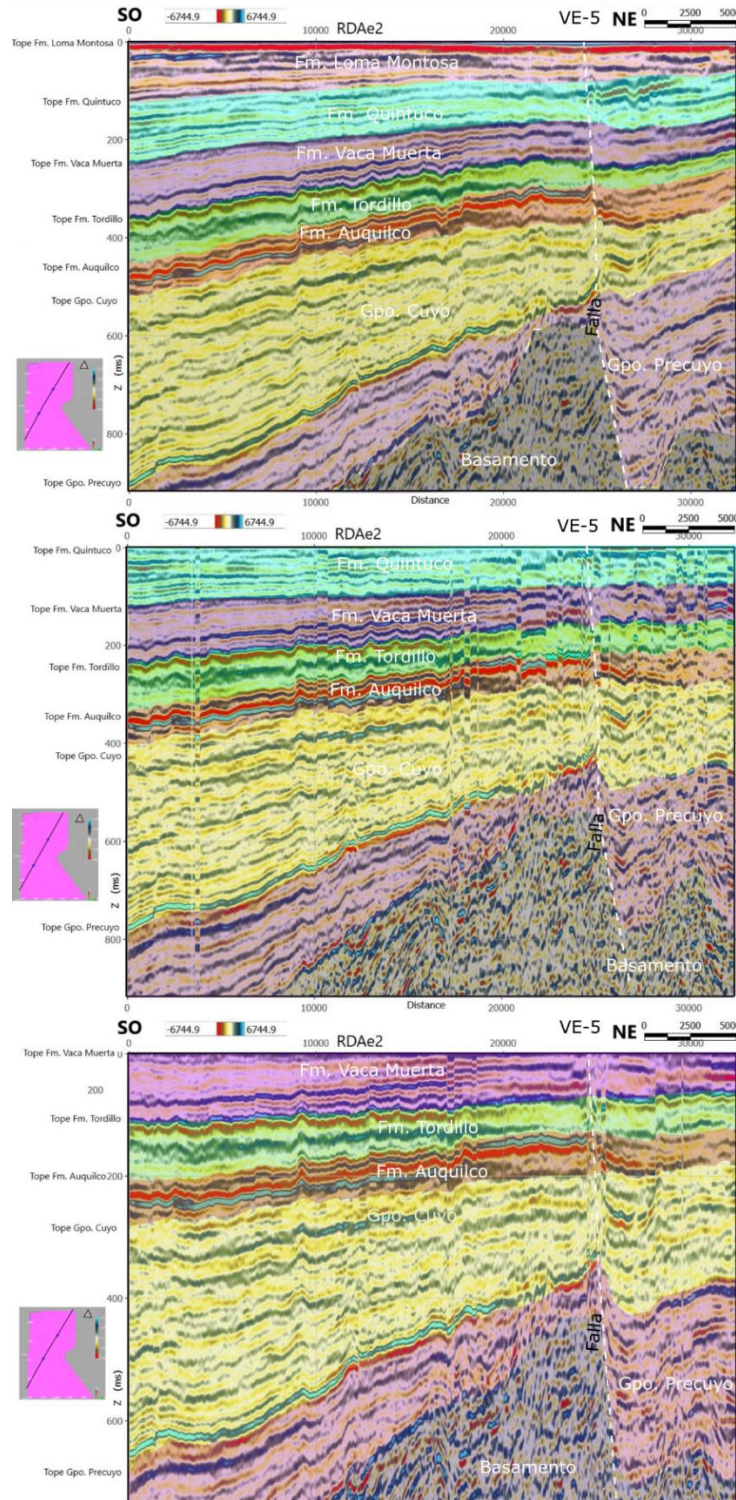 SO -6744.9 6744.9 RDAe2 VE-5 NE 0 2500 5000
0 10000 20000 30000
Tope Fm. Loma Montosa 0
Fm. Loma Montosa
Tope Fm. Quintuco
Fm. Quintuco
200
Fm. Vaca Muerta
Tope Fm. Vaca Muerta
Fm. Tordillo
Tope Fm. Tordillo
Fm. Auquilco
400
Tope Fm. Auquilco
Tope Gpo. Cuyo
Gpo. Cuyo
Falla
600
Z (ms)
Gpo. Precuyo
800
Basamento
Tope Gpo. Precuyo
0 10000 Distance 20000 30000
SO -6744.9 6744.9 RDAe2 VE-5 NE 0 2500 5000
0 10000 20000 30000
Tope Fm. Quintuco 0
Fm. Quintuco
Tope Fm. Vaca Muerta
Fm. Vaca Muerta
200
Fm. Tordillo
Tope Fm. Tordillo
Fm. Auquilco
Tope Fm. Auquilco
400
Tope Gpo. Cuyo
Gpo. Cuyo
Gpo. Precuyo
Falla
600
Z (ms)
Tope Gpo. Precuyo
800
Basamento
0 10000 Distance 20000 30000
SO -6744.9 6744.9 RDAe2 VE-5 NE 0 2500 5000
0 10000 20000 30000
Tope Fm. Vaca Muerta 0
Fm. Vaca Muerta
200
Tope Fm. Tordillo
Fm. Tordillo
Tope Fm. Auquilco 200
Fm. Auquilco
Gpo. Cuyo
Tope Gpo. Cuyo
400
Falla
Z (ms)
Gpo. Precuyo
600
Basamento
Tope Gpo. Precuyo